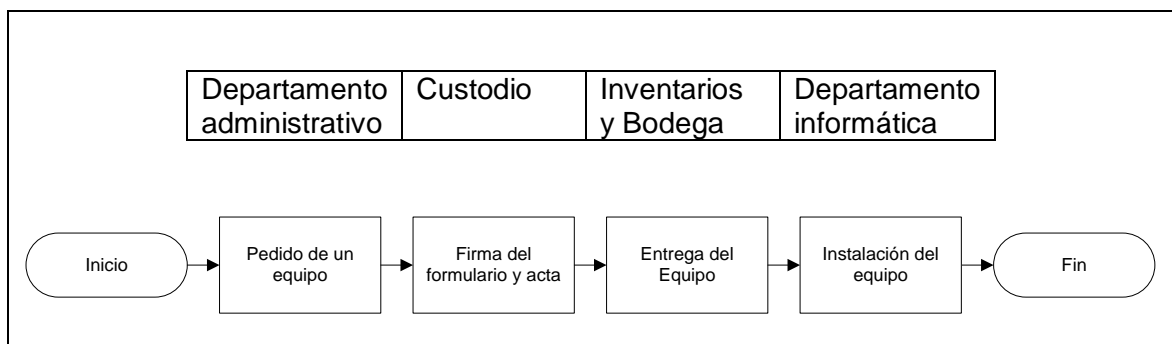 Departamento
administrativo
Custodio
Inventarios
y Bodega
Departamento
informática
Inicio
Pedido de un
equipo
Firma del
formulario y acta
Entrega del
Equipo
Instalación del
equipo
Fin